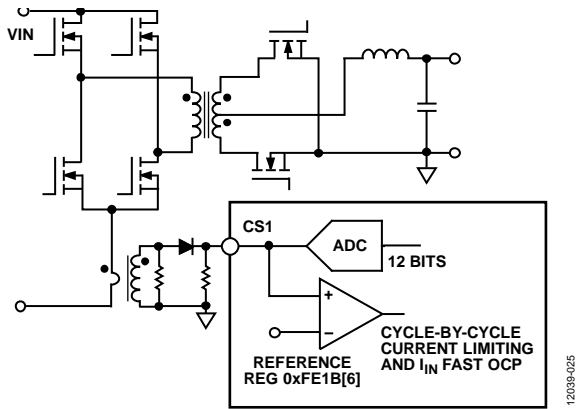 VIN
CS1
ADC
12 BITS
+
−
CYCLE-BY-CYCLE
CURRENT LIMITING
AND IIN FAST OCP
REFERENCE
REG 0xFE1B[6]
12039-025